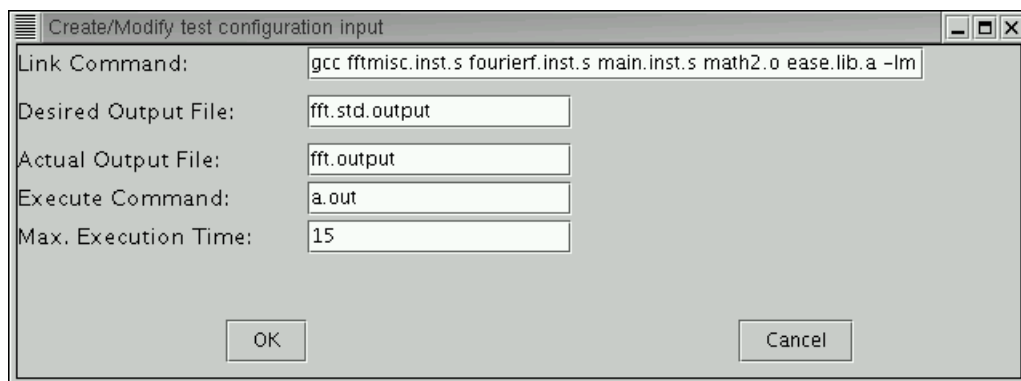 Create/Modify test configuration input
Link Command: gcc fftmisc.inst.s fourierf.inst.s main.inst.s math2.o ease.lib.a -lm
Desired Output File: fft.std.output
Actual Output File: fft.output
Execute Command: a.out
Max. Execution Time: 15
OK Cancel